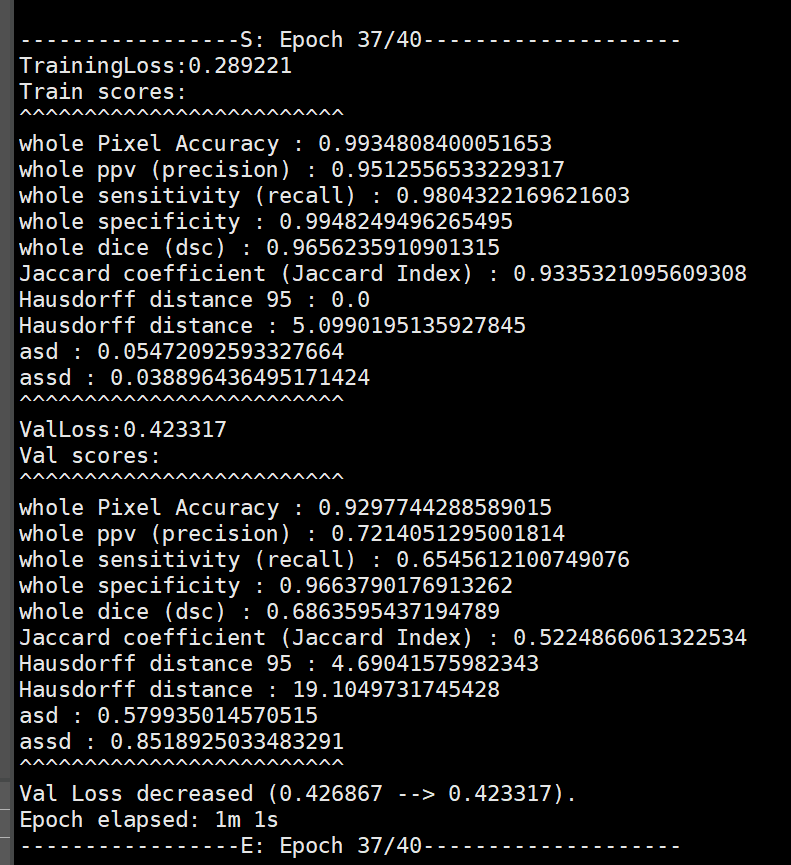 -----------------S: Epoch 37/40--------------------
TrainingLoss:0.289221
Train scores:
^^^^^^^^^^^^^^^^^^^^^^^^^
whole Pixel Accuracy : 0.9934808400051653
whole ppv (precision) : 0.9512556533229317
whole sensitivity (recall) : 0.9804322169621603
whole specificity : 0.9948249496265495
whole dice (dsc) : 0.9656235910901315
Jaccard coefficient (Jaccard Index) : 0.9335321095609308
Hausdorff distance 95 : 0.0
Hausdorff distance : 5.0990195135927845
asd : 0.05472092593327664
assd : 0.038896436495171424
^^^^^^^^^^^^^^^^^^^^^^^^^
ValLoss:0.423317
Val scores:
^^^^^^^^^^^^^^^^^^^^^^^^^
whole Pixel Accuracy : 0.9297744288589015
whole ppv (precision) : 0.7214051295001814
whole sensitivity (recall) : 0.6545612100749076
whole specificity : 0.9663790176913262
whole dice (dsc) : 0.6863595437194789
Jaccard coefficient (Jaccard Index) : 0.5224866061322534
Hausdorff distance 95 : 4.69041575982343
Hausdorff distance : 19.1049731745428
asd : 0.579935014570515
assd : 0.8518925033483291
^^^^^^^^^^^^^^^^^^^^^^^^^
Val Loss decreased (0.426867 --> 0.423317).
Epoch elapsed: 1m 1s
-----------------E: Epoch 37/40--------------------